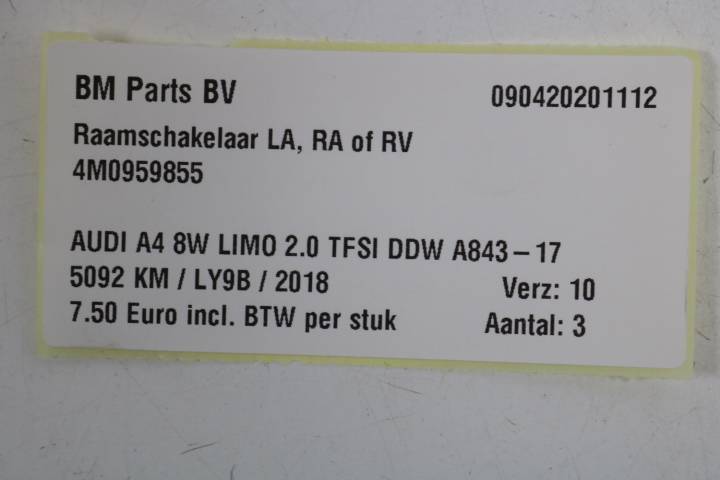 BM Parts BV 090420201112
Raamschakelaar LA, RA of RV
4M0959855
AUDI A4 8W LIMO 2.0 TFSI DDW A843 – 17
5092 KM / LY9B / 2018 Verz: 10
7.50 Euro incl. BTW per stuk Aantal: 3